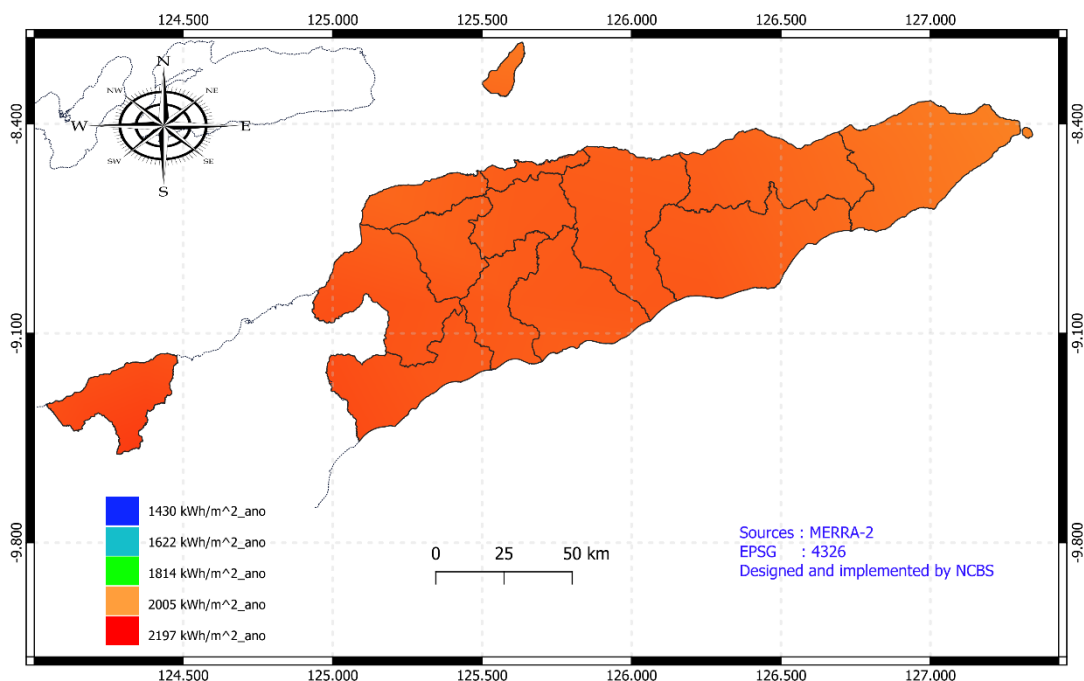 124.500 125.000 125.500 126.000 126.500 127.000
N
NW NE
W E
SW SE
S
-8.400 -8.400
-9.100 -9.100
-9.800 -9.800
1430 kWh/m^2_ano
1622 kWh/m^2_ano
1814 kWh/m^2_ano
2005 kWh/m^2_ano
2197 kWh/m^2_ano
0 25 50 km
Sources : MERRA-2
EPSG : 4326
Designed and implemented by NCBS
124.500 125.000 125.500 126.000 126.500 127.000